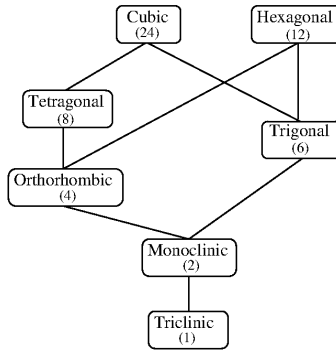 Cubic
(24)
Hexagonal
(12)
Tetragonal
(8)
Trigonal
(6)
Orthorhombic
(4)
Monoclinic
(2)
Triclinic
(1)